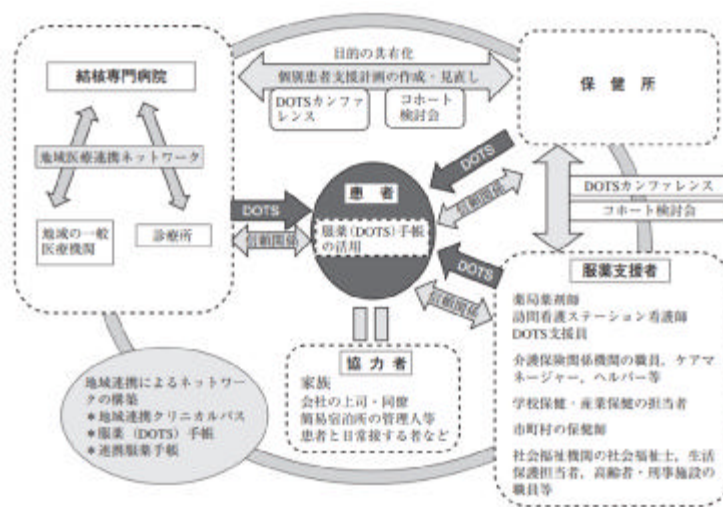 結核専門病院
地域医療連携ネットワーク
地域の一般
医療機関
診療所
目的の共有化
個別患者支援計画の作成・見直し
DOTSカンファ
レンス
コホート
検討会
保健所
DOTS
信頼関係
患者
服薬(DOTS)手帳
の活用
DOTS
信頼関係
DOTS
信頼関係
DOTSカンファレンス
コホート検討会
服薬支援者
薬局薬剤師
訪問看護ステーション看護師
DOTS支援員
介護保険関係機関の職員，ケアマ
ネージャー，ヘルパー等
学校保健・産業保健の担当者
市町村の保健師
社会福祉機関の社会福祉士，生活
保護担当者，高齢者・刑事施設の
職員等
協力者
家族
会社の上司・同僚
簡易宿泊所の管理人等
患者と日常接する者など
地域連携によるネットワー
クの構築
＊地域連携クリニカルパス
＊服薬（DOTS）手帳
＊連携服薬手帳